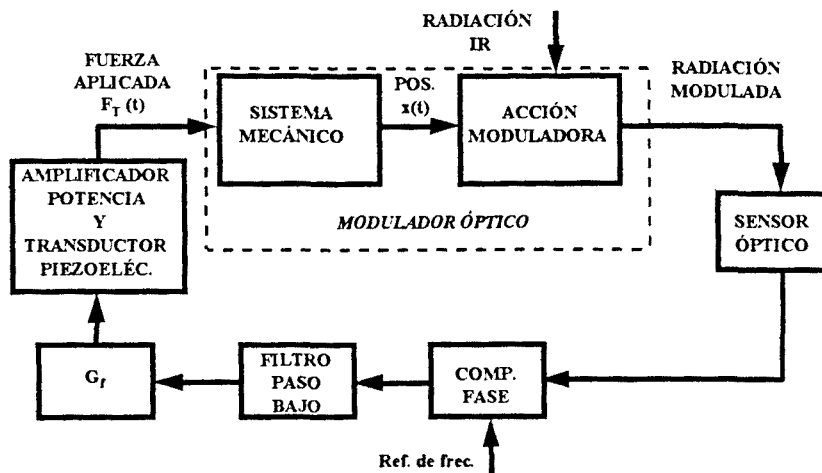 RADIACIÓN
IR
FUERZA
APLICADA
F_T (t)
SISTEMA
MECÁNICO
POS.
x(t)
ACCIÓN
MODULADORA
RADIACIÓN
MODULADA
MODULADOR ÓPTICO
AMPLIFICADOR
POTENCIA
Y
TRANSDUCTOR
PIEZOELÉC.
SENSOR
ÓPTICO
G_f
FILTRO
PASO
BAJO
COMP.
FASE
Ref. de frec.